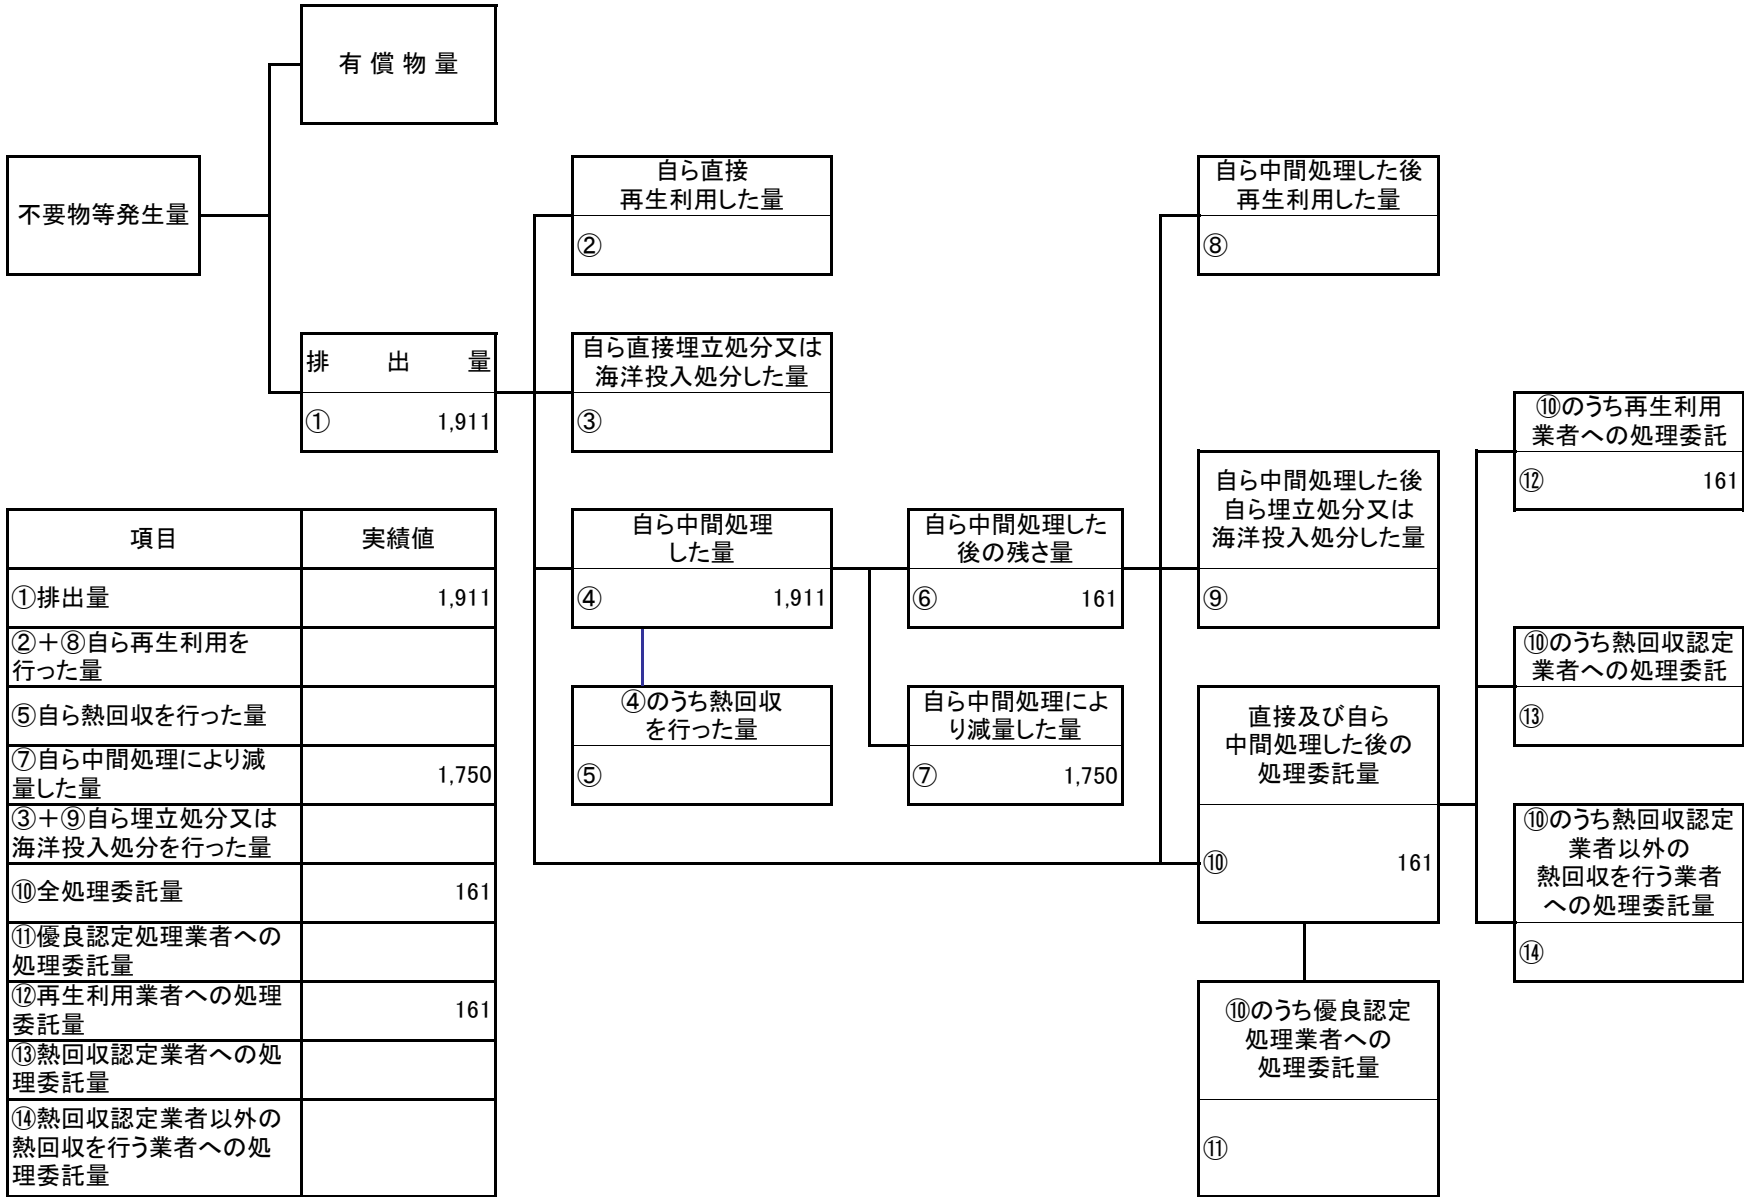 有償物量
不要物等発生量
自ら直接
再生利用した量
②
自ら中間処理した後
再生利用した量
⑧
排出量
① 1,911
自ら直接埋立処分又は
海洋投入処分した量
③
⑩のうち再生利用
業者への処理委託
⑫ 161
自ら中間処理した後
自ら埋立処分又は
海洋投入処分した量
⑨
自ら中間処理
した量
④ 1,911
自ら中間処理した
後の残さ量
⑥ 161
⑩のうち熱回収認定
業者への処理委託
⑬
④のうち熱回収
を行った量
⑤
自ら中間処理によ
り減量した量
⑦ 1,750
直接及び自ら
中間処理した後の
処理委託量
⑩ 161
⑩のうち熱回収認定
業者以外の
熱回収を行う業者
への処理委託量
⑭
⑩のうち優良認定
処理業者への
処理委託量
⑪
項目 実績値
①排出量 1,911
②＋⑧自ら再生利用を
行った量
⑤自ら熱回収を行った量
⑦自ら中間処理により減
量した量 1,750
③＋⑨自ら埋立処分又は
海洋投入処分を行った量
⑩全処理委託量 161
⑪優良認定処理業者への
処理委託量
⑫再生利用業者への処理
委託量 161
⑬熱回収認定業者への処
理委託量
⑭熱回収認定業者以外の
熱回収を行う業者への処
理委託量